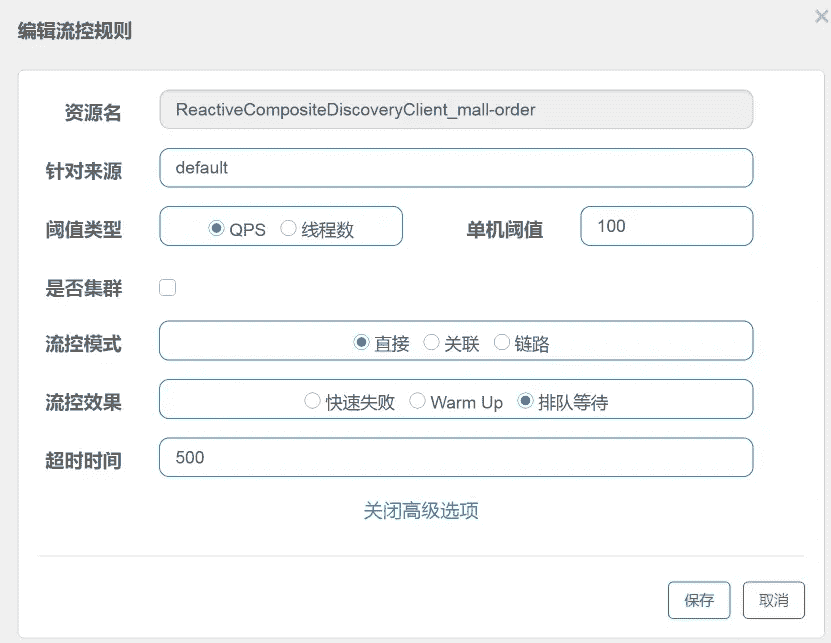 编辑流控规则
资源名 ReactiveCompositeDiscoveryClient_mall-order
针对来源 default
阈值类型 QPS 线程数 单机阈值 100
是否集群
流控模式 直接 关联 链路
流控效果 快速失败 Warm Up 排队等待
超时时间 500
关闭高级选项
保存 取消